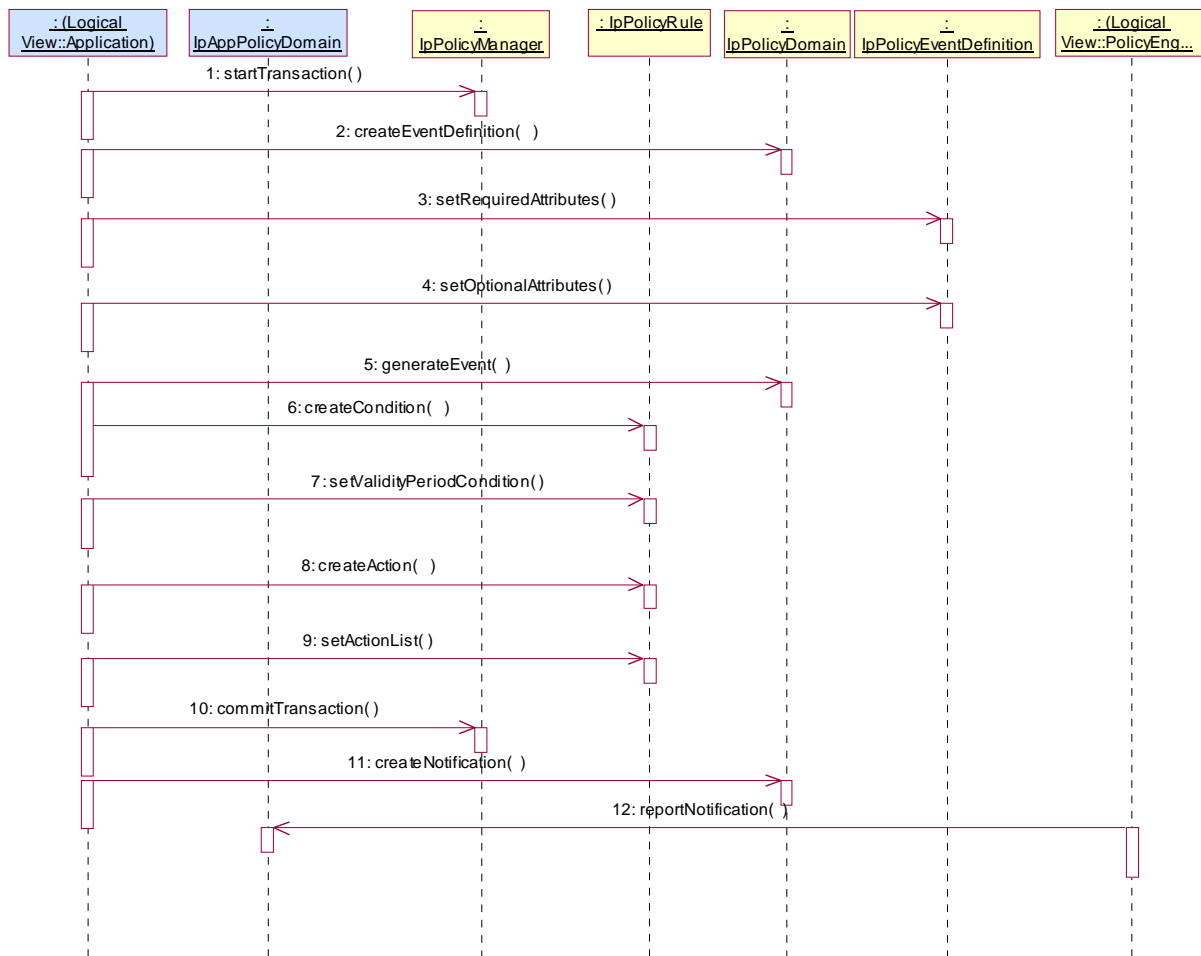 : (Logical
View::Application)
:
IpAppPolicyDomain
:
IpPolicyManager
: IpPolicyRule
:
IpPolicyDomain
:
IpPolicyEventDefinition
: (Logical
View::PolicyEng...
1: startTransaction( )
2: createEventDefinition(  )
3: setRequiredAttributes( )
4: setOptionalAttributes( )
5: generateEvent(  )
6: createCondition(  )
7: setValidityPeriodCondition( )
8: createAction(  )
9: setActionList( )
10: commitTransaction( )
11: createNotification(  )
12: reportNotification(  )